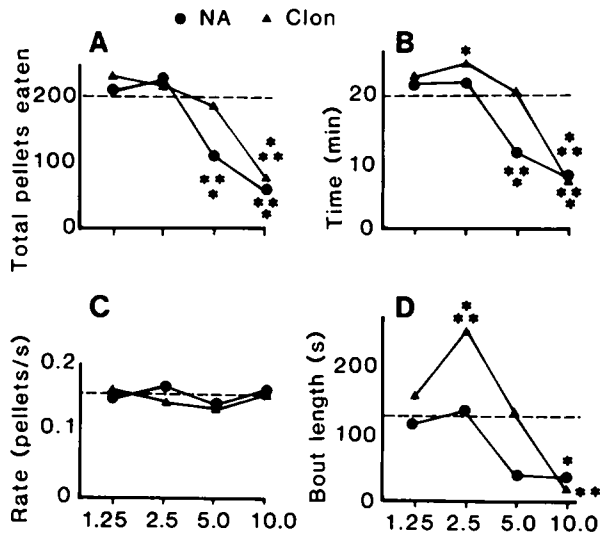 ● NA ▲ Clon
A
B
Total pellets eaten
200
100
0
*
**
*
**
**
*
Time (min)
20
10
0
*
**
*
*
**
**
*
C
D
Rate (pellets/s)
0.2
0.1
0
1.25 2.5 5.0 10.0
Bout length (s)
200
100
0
*
**
*
**
1.25 2.5 5.0 10.0